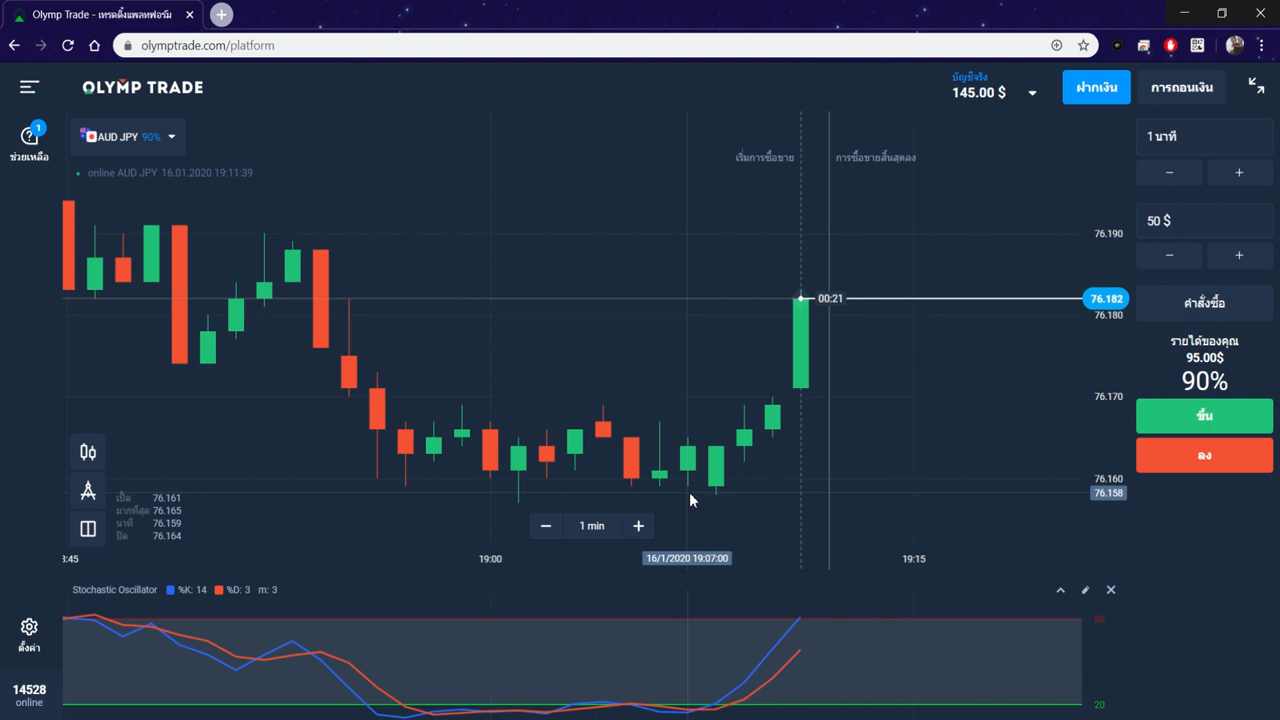 Olymp Trade - เทรดดิ้งแพลทฟอร์ม
olymptrade.com/platform
OLYMP TRADE
บัญชีจริง
145.00 $
ฝากเงิน
การถอนเงิน
1
ช่วยเหลือ
AUD JPY 90%
online AUD JPY 16.01.2020 19:11:39
เริ่มการซื้อขาย
การซื้อขายสิ้นสุดลง
1 นาที
50 $
คำสั่งซื้อ
รายได้ของคุณ
95.00$
90%
ขึ้น
ลง
76.190
00:21
76.182
76.180
76.170
76.160
76.158
เปิด 76.161
มากที่สุด 76.165
นาที 76.159
ปิด 76.164
1 min
:45
19:00
16/1/2020 19:07:00
19:15
Stochastic Oscillator %K: 14 %D: 3 m: 3
80
20
ตั้งค่า
14528
online